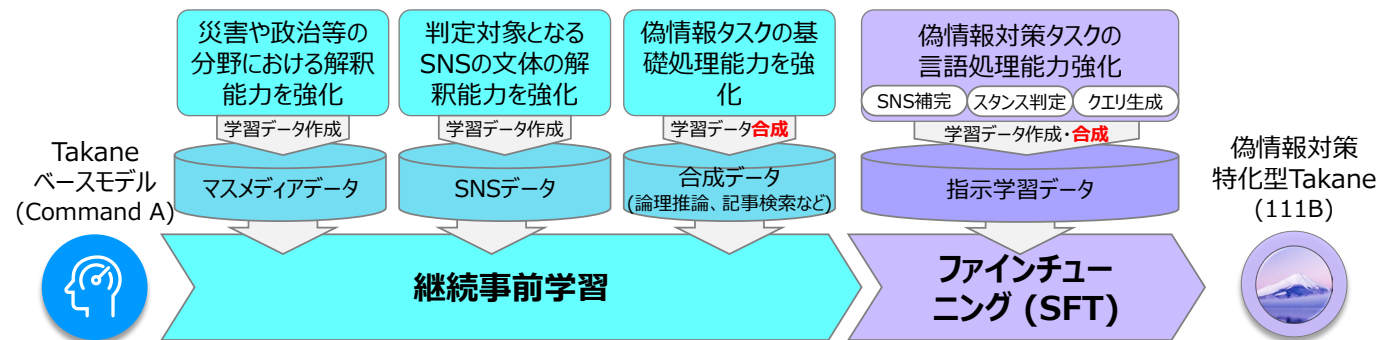 災害や政治等の
分野における解釈
能力を強化
学習データ作成
マスメディアデータ
判定対象となる
SNSの文体の解
釈能力を強化
学習データ作成
SNSデータ
偽情報タスクの基
礎処理能力を強
化
学習データ合成
合成データ
(論理推論、記事検索など)
偽情報対策タスクの
言語処理能力強化
SNS補完
スタンス判定
クエリ生成
学習データ作成・合成
指示学習データ
Takane
ベースモデル
(Command A)
継続事前学習
ファインチュー
ニング (SFT)
偽情報対策
特化型Takane
(111B)